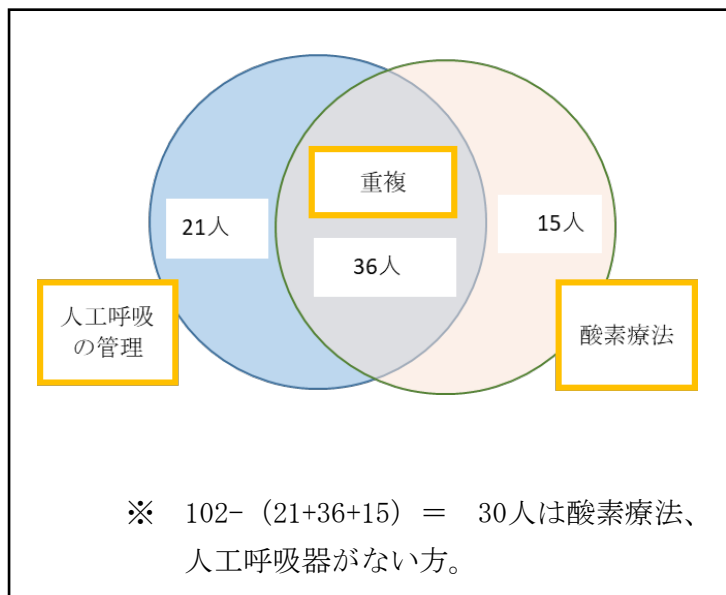 重複
21人
15人
36人
人工呼吸
の管理
酸素療法
※ 102-（21+36+15）＝ 30人は酸素療法、
人工呼吸器がない方。